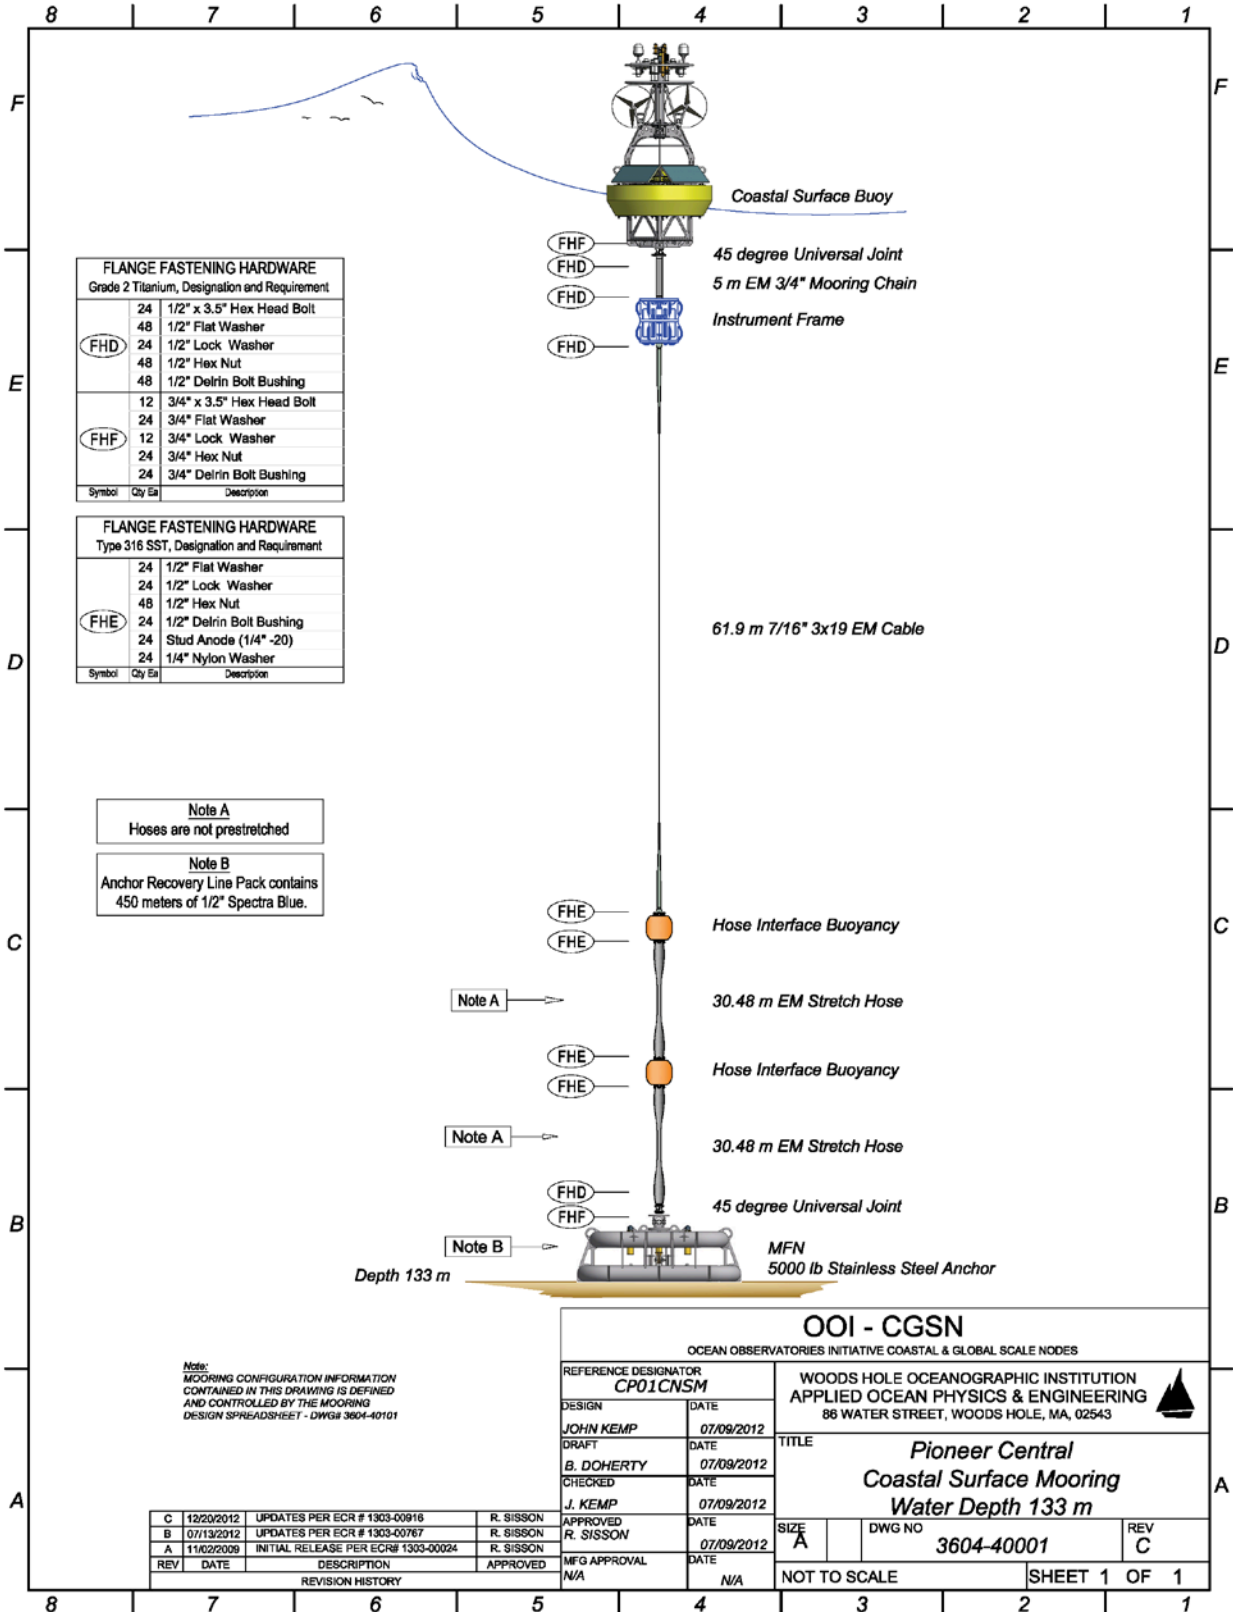 8 7 6 5 4 3 2 1
F F
Coastal Surface Buoy
FHF
45 degree Universal Joint
FHD
5 m EM 3/4" Mooring Chain
FHD
Instrument Frame
FHD
FLANGE FASTENING HARDWARE
Grade 2 Titanium, Designation and Requirement
FHD
24 1/2" x 3.5" Hex Head Bolt
48 1/2" Flat Washer
24 1/2" Lock Washer
48 1/2" Hex Nut
48 1/2" Delrin Bolt Bushing
FHF
12 3/4" x 3.5" Hex Head Bolt
24 3/4" Flat Washer
12 3/4" Lock Washer
24 3/4" Hex Nut
24 3/4" Delrin Bolt Bushing
Symbol Qty Ea Description
E E
FLANGE FASTENING HARDWARE
Type 316 SST, Designation and Requirement
FHE
24 1/2" Flat Washer
24 1/2" Lock Washer
48 1/2" Hex Nut
24 1/2" Delrin Bolt Bushing
24 Stud Anode (1/4" -20)
24 1/4" Nylon Washer
Symbol Qty Ea Description
61.9 m 7/16" 3x19 EM Cable
D D
Note A
Hoses are not prestretched
Note B
Anchor Recovery Line Pack contains
450 meters of 1/2" Spectra Blue.
FHE
Hose Interface Buoyancy
FHE
C C
Note A
30.48 m EM Stretch Hose
FHE
Hose Interface Buoyancy
FHE
Note A
30.48 m EM Stretch Hose
FHD
45 degree Universal Joint
FHF
B B
Note B
MFN
5000 lb Stainless Steel Anchor
Depth 133 m
Note:
MOORING CONFIGURATION INFORMATION
CONTAINED IN THIS DRAWING IS DEFINED
AND CONTROLLED BY THE MOORING
DESIGN SPREADSHEET - DWG# 3604-40101
OOI - CGSN
OCEAN OBSERVATORIES INITIATIVE COASTAL & GLOBAL SCALE NODES
REFERENCE DESIGNATOR
CP01CNSM
DESIGN DATE
JOHN KEMP 07/09/2012
DRAFT DATE
B. DOHERTY 07/09/2012
CHECKED DATE
J. KEMP 07/09/2012
APPROVED DATE
R. SISSON 07/09/2012
MFG APPROVAL DATE
N/A N/A
WOODS HOLE OCEANOGRAPHIC INSTITUTION
APPLIED OCEAN PHYSICS & ENGINEERING
86 WATER STREET, WOODS HOLE, MA, 02543
TITLE
Pioneer Central
Coastal Surface Mooring
Water Depth 133 m
SIZE DWG NO REV
A 3604-40001 C
NOT TO SCALE SHEET 1 OF 1
A A
C 12/20/2012 UPDATES PER ECR # 1303-00916 R. SISSON
B 07/13/2012 UPDATES PER ECR # 1303-00767 R. SISSON
A 11/02/2009 INITIAL RELEASE PER ECR# 1303-00024 R. SISSON
REV DATE DESCRIPTION APPROVED
REVISION HISTORY
8 7 6 5 4 3 2 1